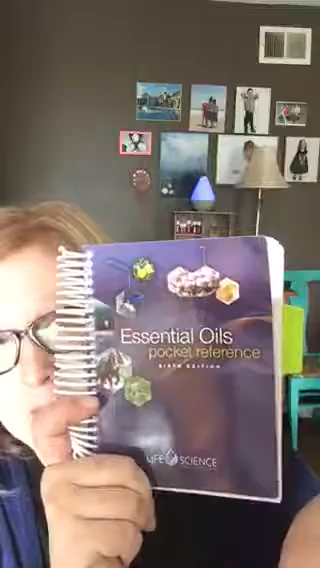 Essential Oils
pocket reference
SIXTH EDITION
LIFE SCIENCE